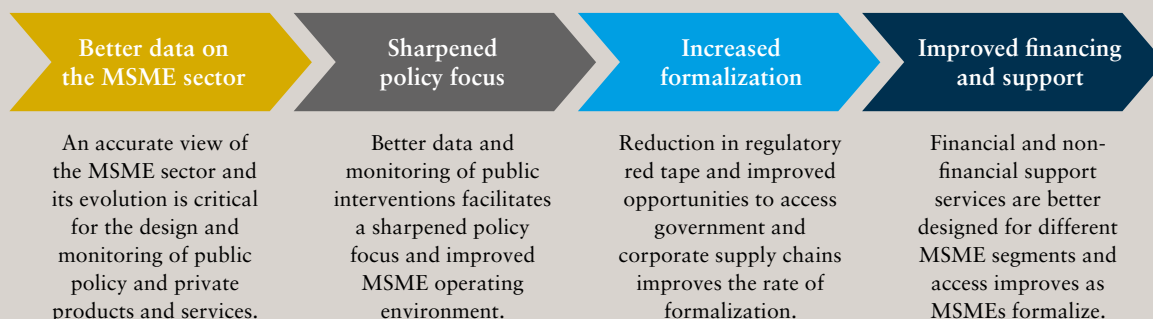 Better data on
the MSME sector
An accurate view of
the MSME sector and
its evolution is critical
for the design and
monitoring of public
policy and private
products and services.
Sharpened
policy focus
Better data and
monitoring of public
interventions facilitates
a sharpened policy
focus and improved
MSME operating
environment.
Increased
formalization
Reduction in regulatory
red tape and improved
opportunities to access
government and
corporate supply chains
improves the rate of
formalization.
Improved financing
and support
Financial and non-
financial support
services are better
designed for different
MSME segments and
access improves as
MSMEs formalize.